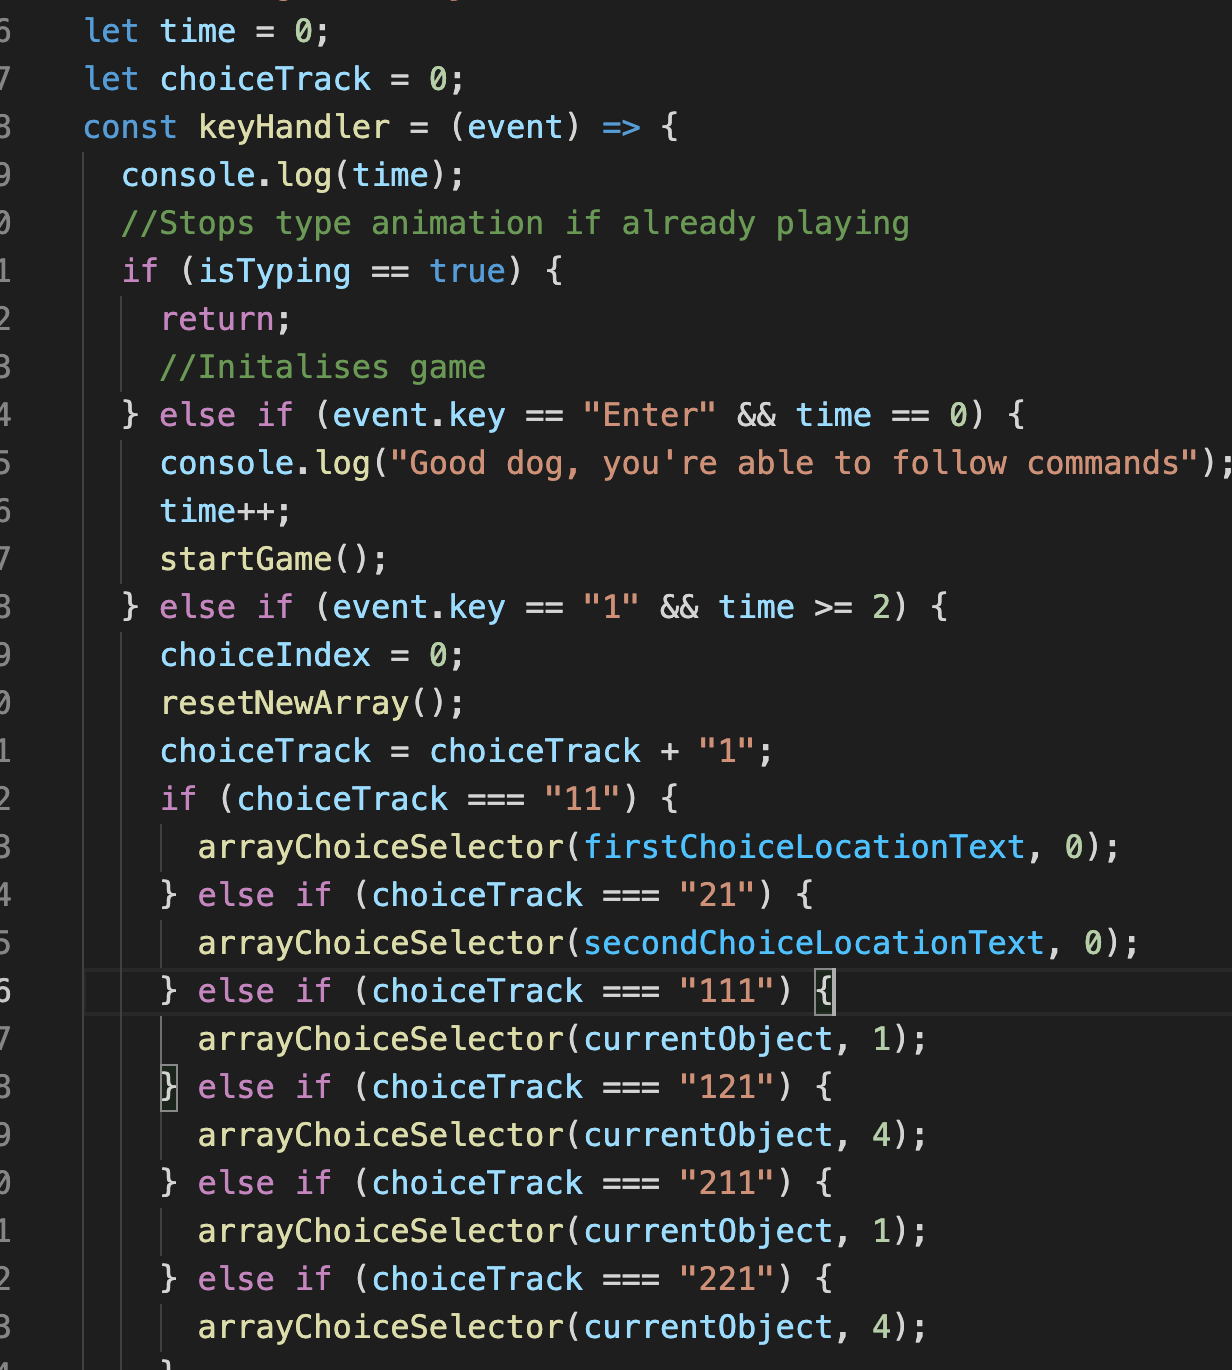 6 let time = 0;
7 let choiceTrack = 0;
8 const keyHandler = (event) => {
9 console.log(time);
0 //Stops type animation if already playing
1 if (isTyping == true) {
2 return;
3 //Initalises game
4 } else if (event.key == "Enter" && time == 0) {
5 console.log("Good dog, you're able to follow commands");
6 time++;
7 startGame();
8 } else if (event.key == "1" && time >= 2) {
9 choiceIndex = 0;
0 resetNewArray();
1 choiceTrack = choiceTrack + "1";
2 if (choiceTrack === "11") {
3 arrayChoiceSelector(firstChoiceLocationText, 0);
4 } else if (choiceTrack === "21") {
5 arrayChoiceSelector(secondChoiceLocationText, 0);
6 } else if (choiceTrack === "111") {
7 arrayChoiceSelector(currentObject, 1);
8 } else if (choiceTrack === "121") {
9 arrayChoiceSelector(currentObject, 4);
0 } else if (choiceTrack === "211") {
1 arrayChoiceSelector(currentObject, 1);
2 } else if (choiceTrack === "221") {
3 arrayChoiceSelector(currentObject, 4);
}